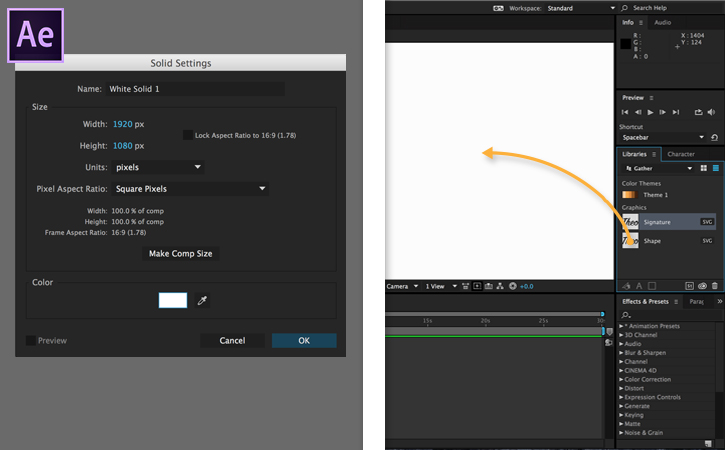 Ae
Solid Settings
Name: White Solid 1
Size
Width: 1920 px
Lock Aspect Ratio to 16:9 (1.78)
Height: 1080 px
Units: pixels
Pixel Aspect Ratio: Square Pixels
Width: 100.0 % of comp
Height: 100.0 % of comp
Frame Aspect Ratio: 16:9 (1.78)
Make Comp Size
Color
Preview Cancel OK
Workspace: Standard Search Help
Info Audio
R : X : 1404
G : Y : 124
B :
A : 0
Preview
Shortcut
Spacebar
Libraries Character
Gather
Color Themes
Theme 1
Graphics
Signature SVG
Shape SVG
Camera 1 View +0.0
Effects & Presets Para
15s 20s 25s 30s
* Animation Presets
3D Channel
Audio
Blur & Sharpen
Channel
CINEMA 4D
Color Correction
Distort
Expression Controls
Generate
Keying
Matte
Noise & Grain